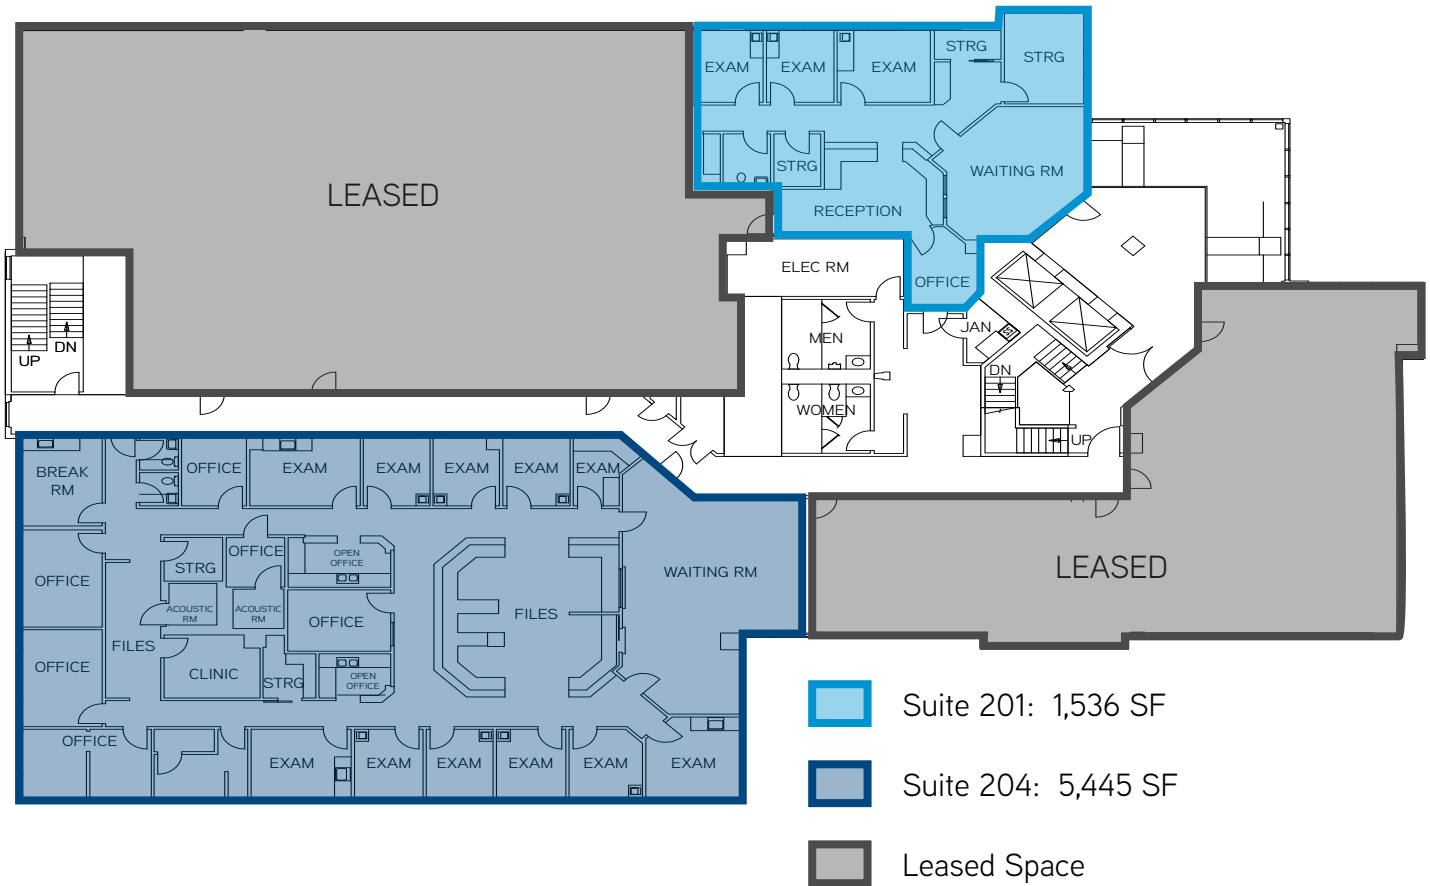 STRG
STRG
EXAM
EXAM
EXAM
STRG
WAITING RM
LEASED
RECEPTION
ELEC RM
OFFICE
JAN
MEN
UP
DN
DN
WOMEN
UP
BREAK
RM
OFFICE
EXAM
EXAM
EXAM
EXAM
EXAM
OFFICE
OPEN
OFFICE
STRG
WAITING RM
LEASED
OFFICE
ACOUSTIC
RM
ACOUSTIC
RM
OFFICE
FILES
FILES
OFFICE
CLINIC
STRG
OPEN
OFFICE
OFFICE
EXAM
EXAM
EXAM
EXAM
EXAM
EXAM
Suite 201: 1,536 SF
Suite 204: 5,445 SF
Leased Space